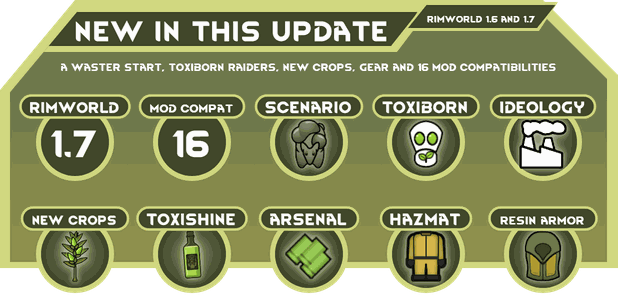 NEW IN THIS UPDATE
RIMWORLD 1.6 AND 1.7
A WASTER START, TOXIBORN RAIDERS, NEW CROPS, GEAR AND 16 MOD COMPATIBILITIES
RIMWORLD
MOD COMPAT
SCENARIO
TOXIBORN
IDEOLOGY
1.7
16
NEW CROPS
TOXISHINE
ARSENAL
HAZMAT
RESIN ARMOR